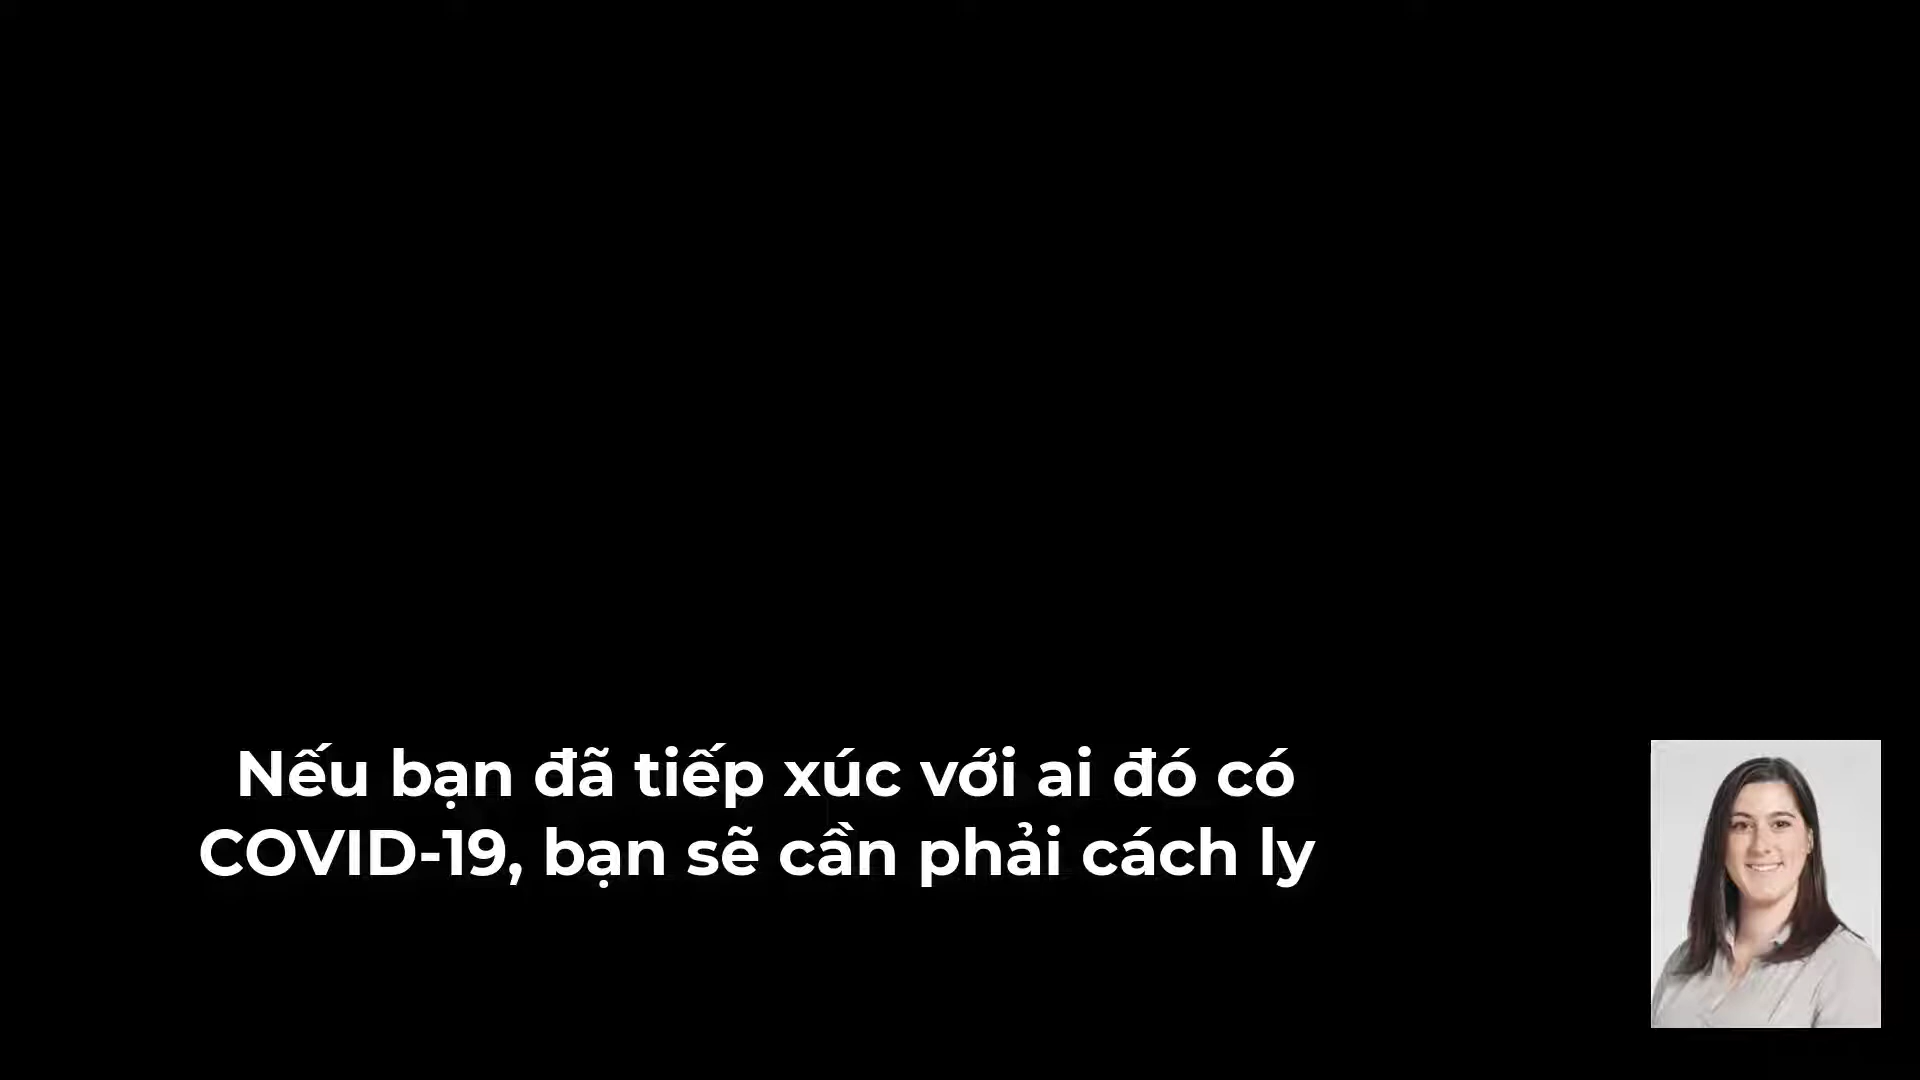 Nếu bạn đã tiếp xúc với ai đó có
COVID-19, bạn sẽ cần phải cách ly